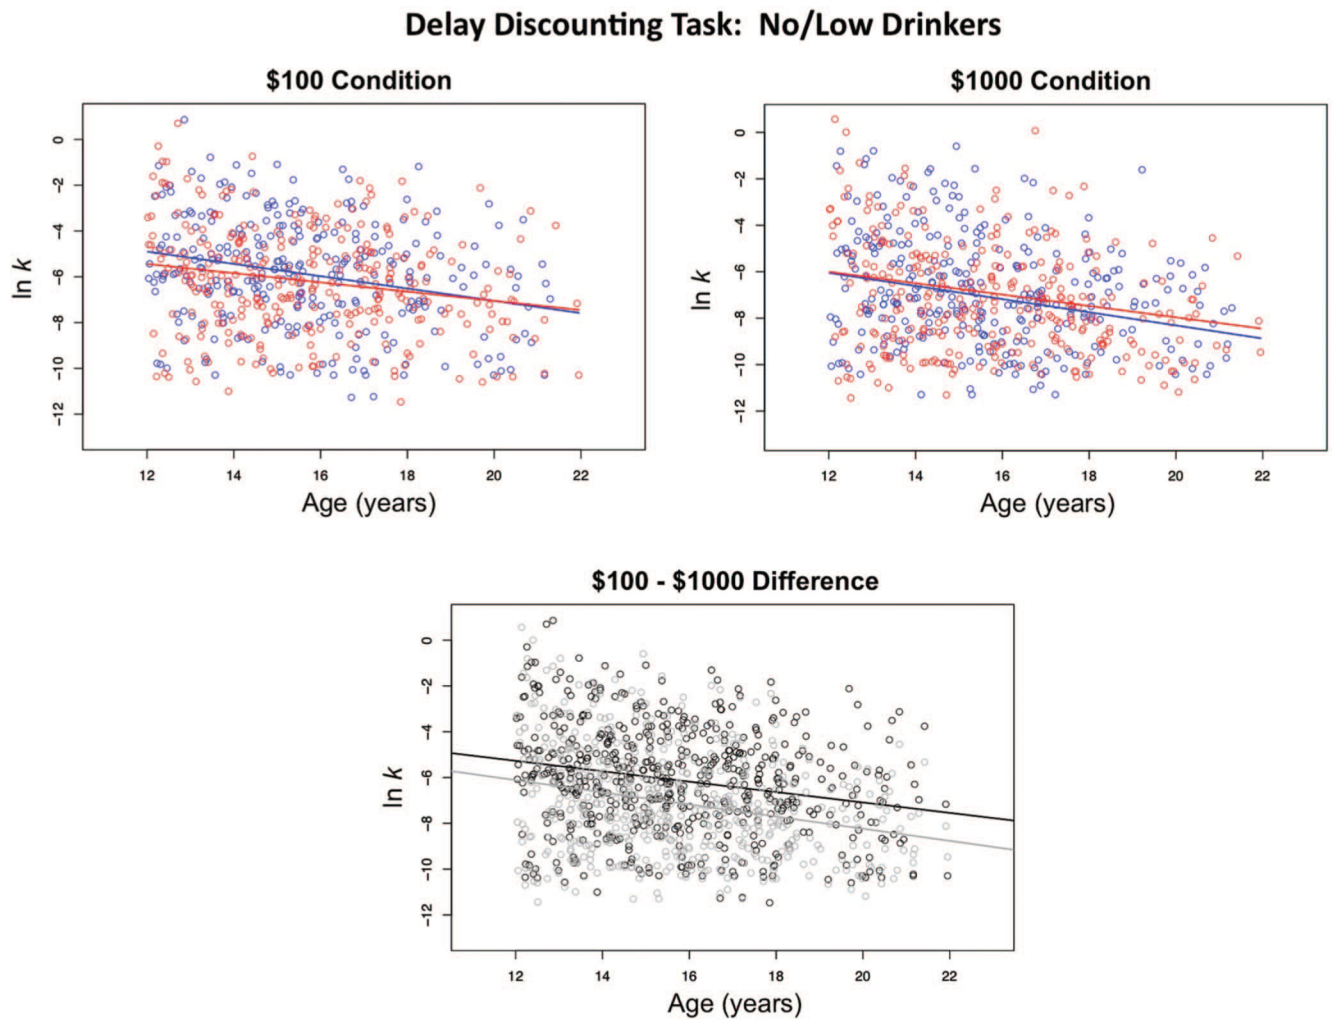 Delay Discounting Task:  No/Low Drinkers
$100 Condition
0
-2
-4
-6
-8
-10
-12
ln k
12 14 16 18 20 22
Age (years)
$1000 Condition
0
-2
-4
-6
-8
-10
-12
ln k
12 14 16 18 20 22
Age (years)
$100 - $1000 Difference
0
-2
-4
-6
-8
-10
-12
ln k
12 14 16 18 20 22
Age (years)